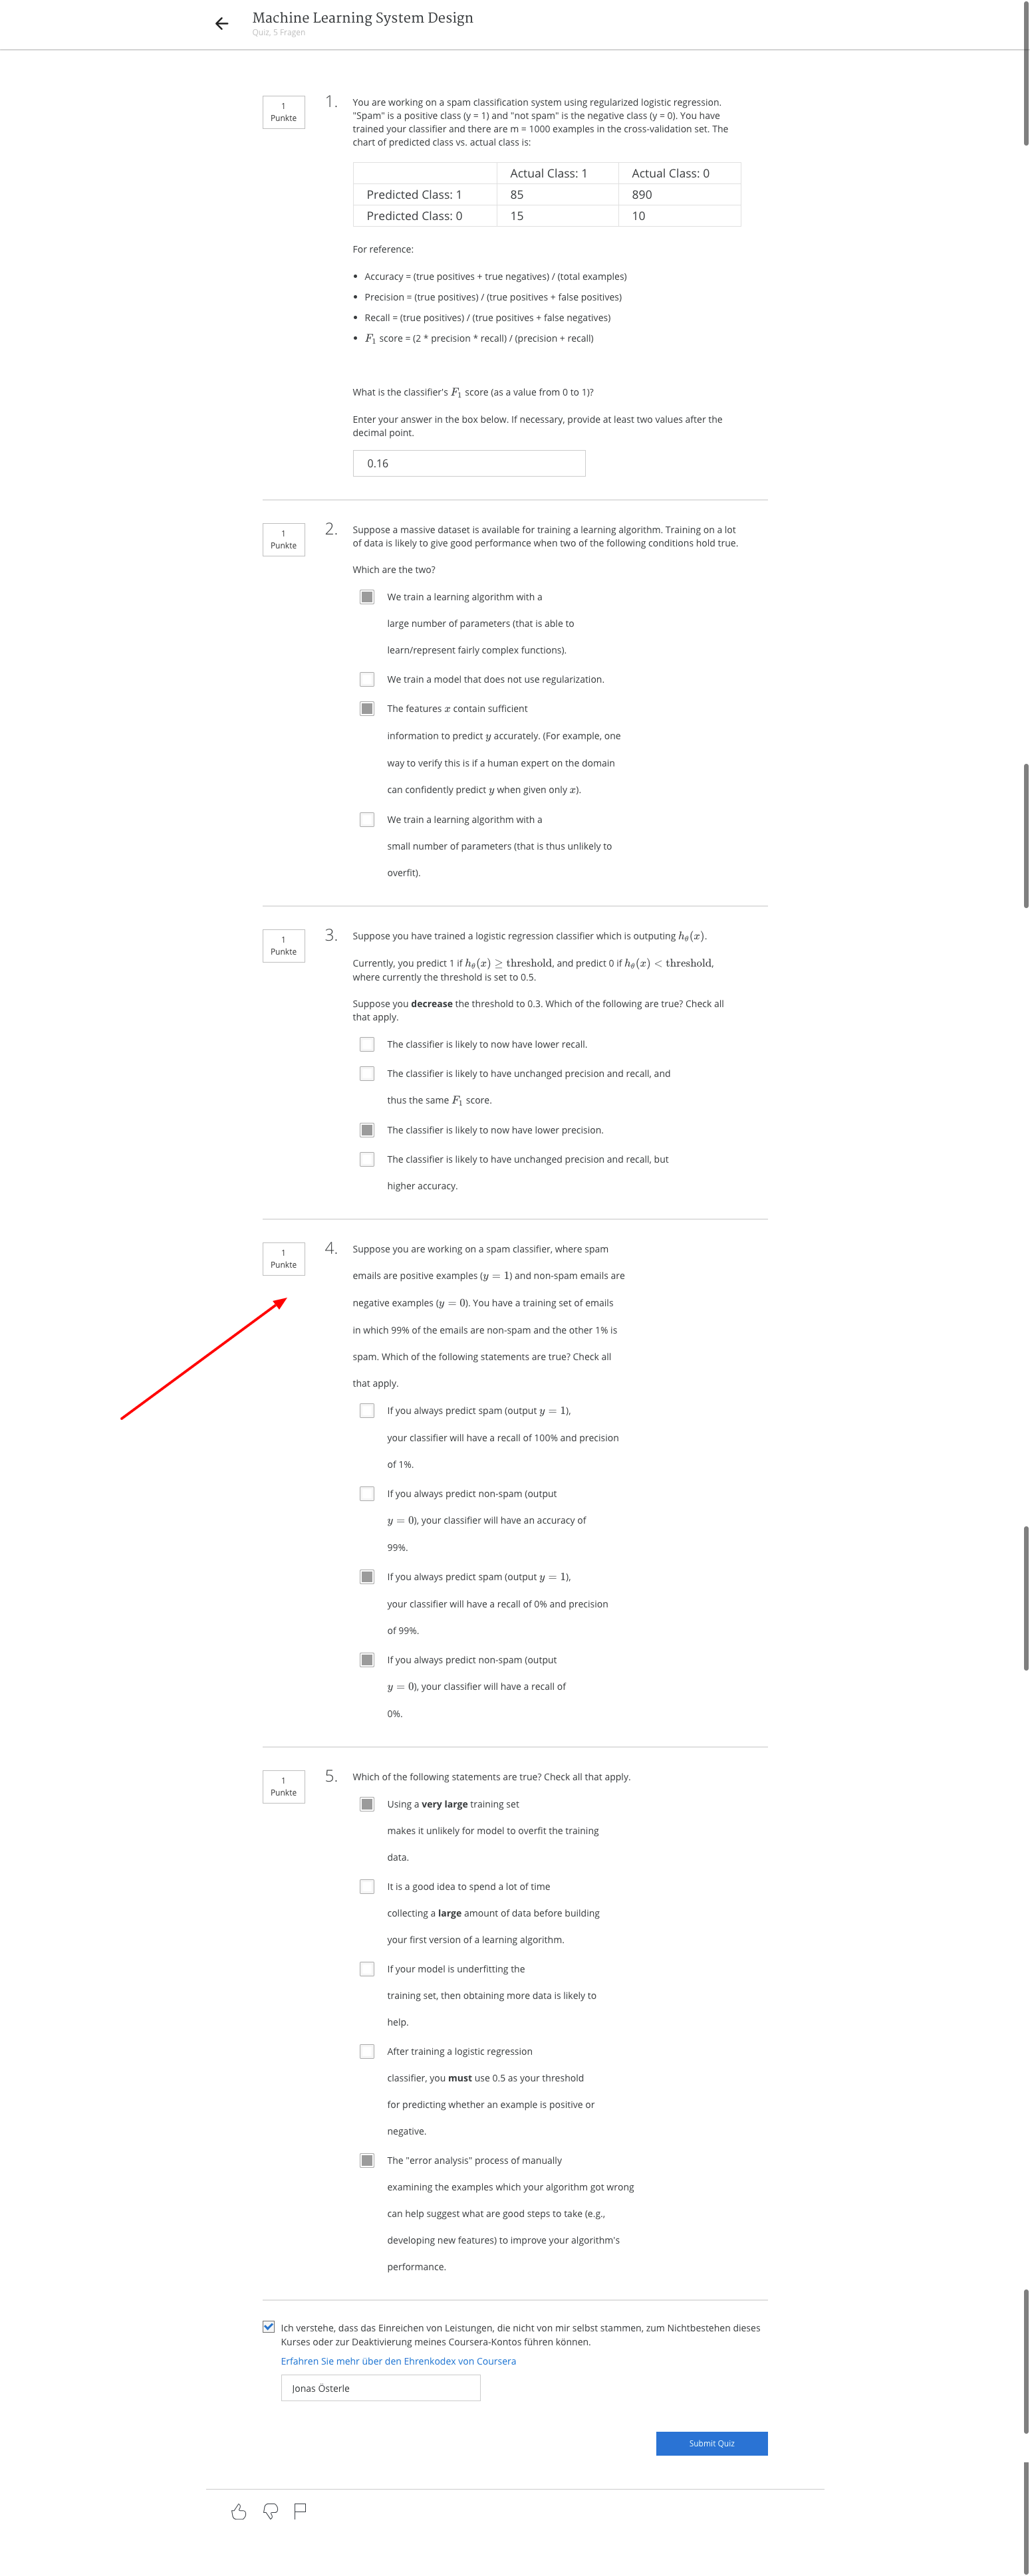 Machine Learning System Design
Quiz, 5 Fragen
1
Punkte
1.
You are working on a spam classification system using regularized logistic regression.
"Spam" is a positive class (y = 1) and "not spam" is the negative class (y = 0). You have
trained your classifier and there are m = 1000 examples in the cross-validation set. The
chart of predicted class vs. actual class is:
Actual Class: 1 Actual Class: 0
Predicted Class: 1 85 890
Predicted Class: 0 15 10
For reference:
• Accuracy = (true positives + true negatives) / (total examples)
• Precision = (true positives) / (true positives + false positives)
• Recall = (true positives) / (true positives + false negatives)
• F₁ score = (2 * precision * recall) / (precision + recall)
What is the classifier's F₁ score (as a value from 0 to 1)?
Enter your answer in the box below. If necessary, provide at least two values after the
decimal point.
0.16
1
Punkte
2.
Suppose a massive dataset is available for training a learning algorithm. Training on a lot
of data is likely to give good performance when two of the following conditions hold true.
Which are the two?
We train a learning algorithm with a
large number of parameters (that is able to
learn/represent fairly complex functions).
We train a model that does not use regularization.
The features x contain sufficient
information to predict y accurately. (For example, one
way to verify this is if a human expert on the domain
can confidently predict y when given only x).
We train a learning algorithm with a
small number of parameters (that is thus unlikely to
overfit).
1
Punkte
3.
Suppose you have trained a logistic regression classifier which is outputing hθ(x).
Currently, you predict 1 if hθ(x) ≥ threshold, and predict 0 if hθ(x) < threshold,
where currently the threshold is set to 0.5.
Suppose you decrease the threshold to 0.3. Which of the following are true? Check all
that apply.
The classifier is likely to now have lower recall.
The classifier is likely to have unchanged precision and recall, and
thus the same F₁ score.
The classifier is likely to now have lower precision.
The classifier is likely to have unchanged precision and recall, but
higher accuracy.
1
Punkte
4.
Suppose you are working on a spam classifier, where spam
emails are positive examples (y = 1) and non-spam emails are
negative examples (y = 0). You have a training set of emails
in which 99% of the emails are non-spam and the other 1% is
spam. Which of the following statements are true? Check all
that apply.
If you always predict spam (output y = 1),
your classifier will have a recall of 100% and precision
of 1%.
If you always predict non-spam (output
y = 0), your classifier will have an accuracy of
99%.
If you always predict spam (output y = 1),
your classifier will have a recall of 0% and precision
of 99%.
If you always predict non-spam (output
y = 0), your classifier will have a recall of
0%.
1
Punkte
5.
Which of the following statements are true? Check all that apply.
Using a very large training set
makes it unlikely for model to overfit the training
data.
It is a good idea to spend a lot of time
collecting a large amount of data before building
your first version of a learning algorithm.
If your model is underfitting the
training set, then obtaining more data is likely to
help.
After training a logistic regression
classifier, you must use 0.5 as your threshold
for predicting whether an example is positive or
negative.
The "error analysis" process of manually
examining the examples which your algorithm got wrong
can help suggest what are good steps to take (e.g.,
developing new features) to improve your algorithm's
performance.
Ich verstehe, dass das Einreichen von Leistungen, die nicht von mir selbst stammen, zum Nichtbestehen dieses
Kurses oder zur Deaktivierung meines Coursera-Kontos führen können.
Erfahren Sie mehr über den Ehrenkodex von Coursera
Jonas Österle
Submit Quiz